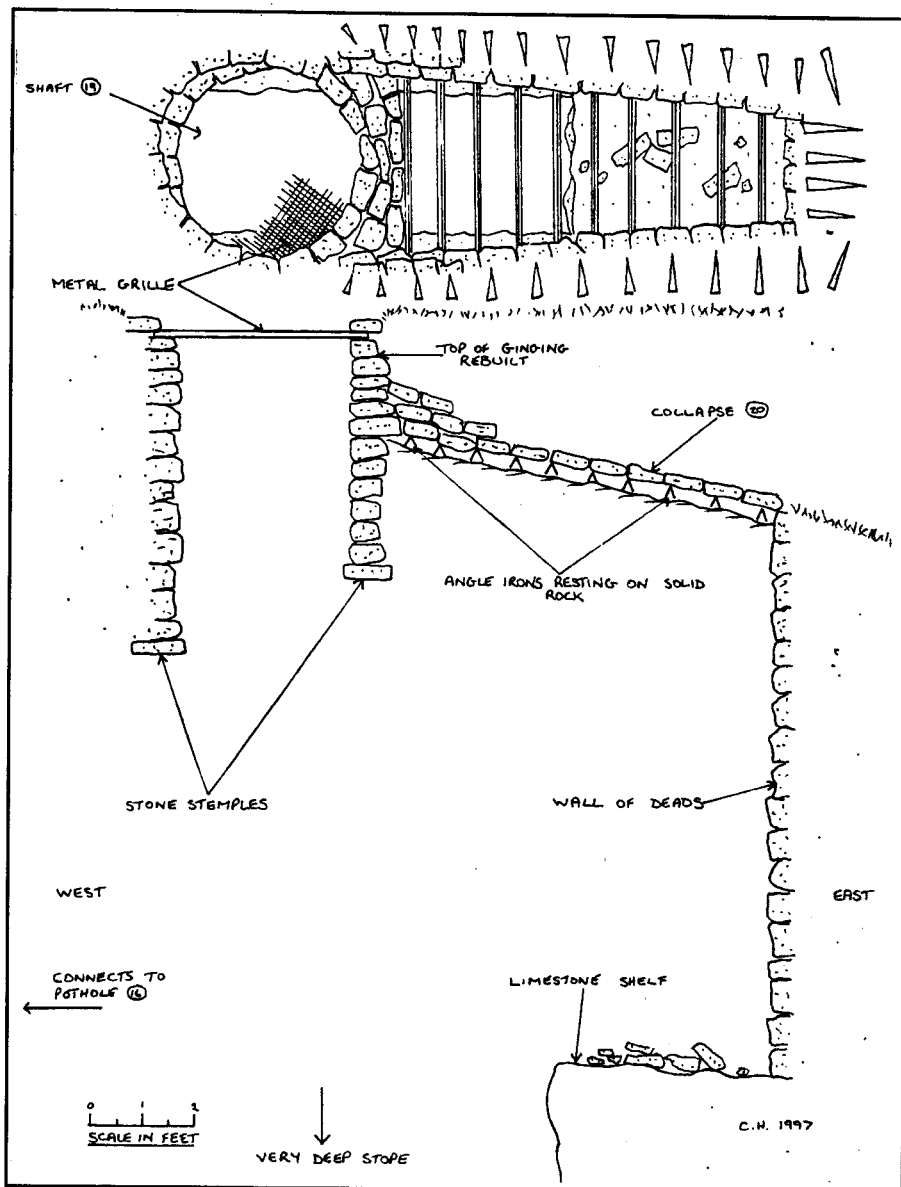 SHAFT 19
METAL GRILLE
TOP OF GINGING
REBUILT
COLLAPSE 20
ANGLE IRONS RESTING ON SOLID
ROCK
STONE STEMPLES
WALL OF DEADS
WEST
EAST
CONNECTS TO
POTHOLE 16
LIMESTONE SHELF
0 1 2
SCALE IN FEET
VERY DEEP STOPE
C.H. 1997